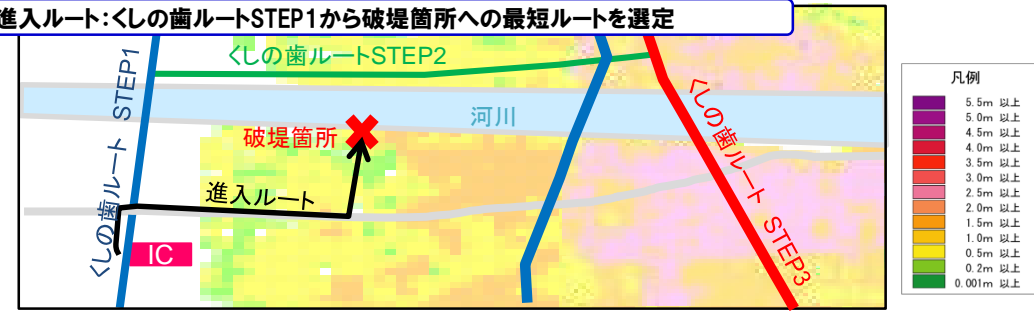 進入ルート：くしの歯ルートSTEP1から破堤箇所への最短ルートを選定
くしの歯ルート STEP1
くしの歯ルートSTEP2
河川
破堤箇所
進入ルート
IC
くしの歯ルート STEP3
凡例
5.5m 以上
5.0m 以上
4.5m 以上
4.0m 以上
3.5m 以上
3.0m 以上
2.5m 以上
2.0m 以上
1.5m 以上
1.0m 以上
0.5m 以上
0.2m 以上
0.001m 以上